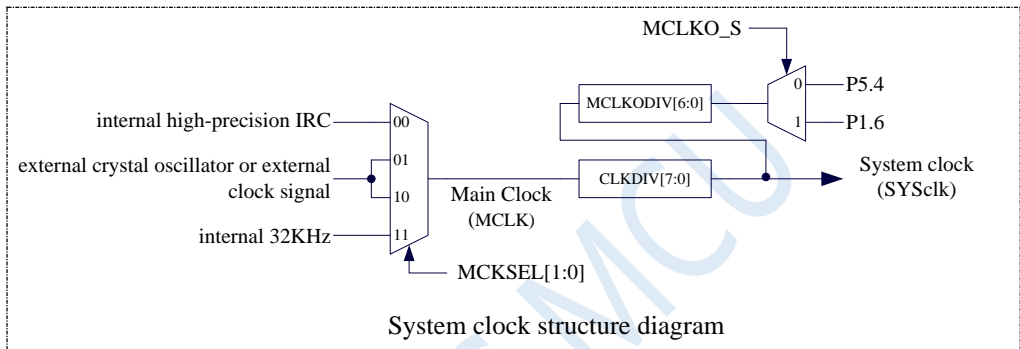 MCLKO_S
0
P5.4
MCLKODIV[6:0]
1
P1.6
internal high-precision IRC
00
external crystal oscillator or external
clock signal
01
10
Main Clock
(MCLK)
CLKDIV[7:0]
System clock
(SYSclk)
internal 32KHz
11
MCKSEL[1:0]
System clock structure diagram
MCU